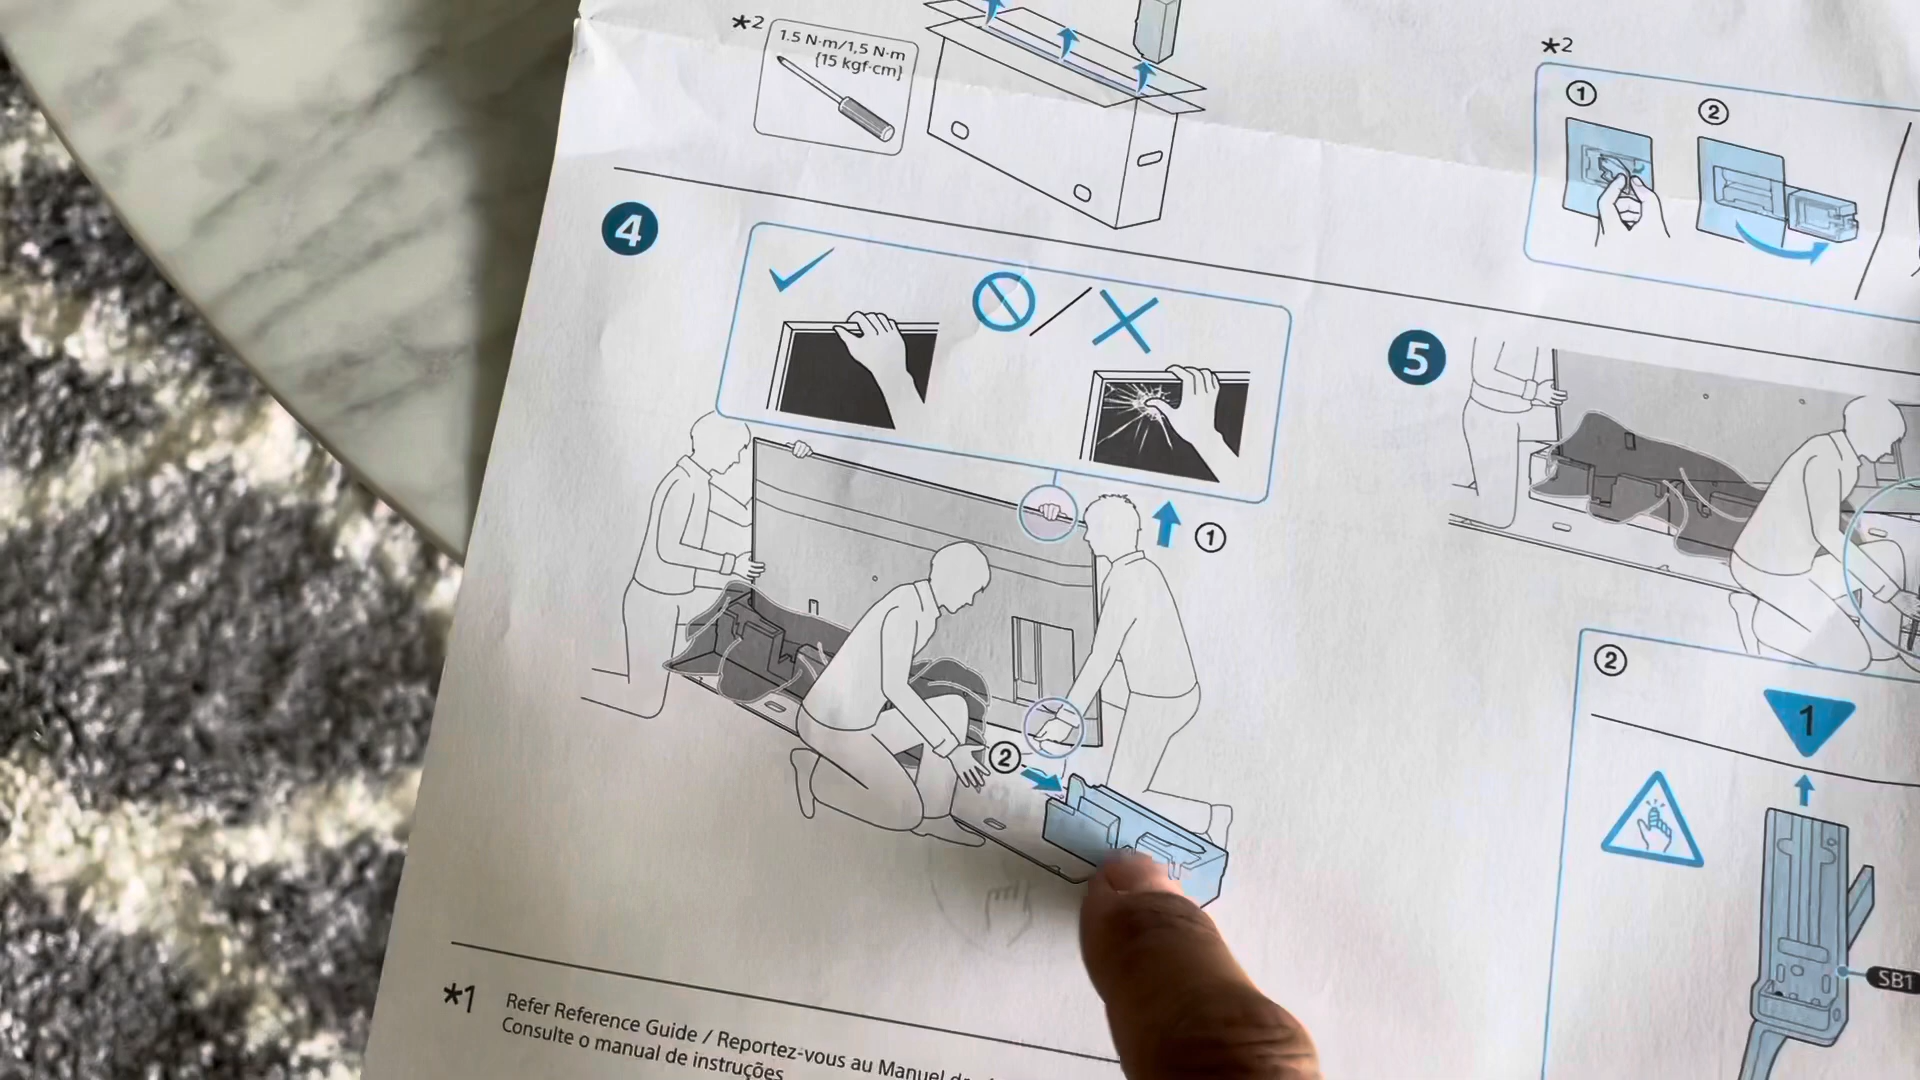 *2
1.5 N·m/1,5 N·m
{15 kgf·cm}
*2
1
2
4
5
1
2
2
1
SB1
*1
Refer Reference Guide / Reportez-vous au Manuel
Consulte o manual de instruções